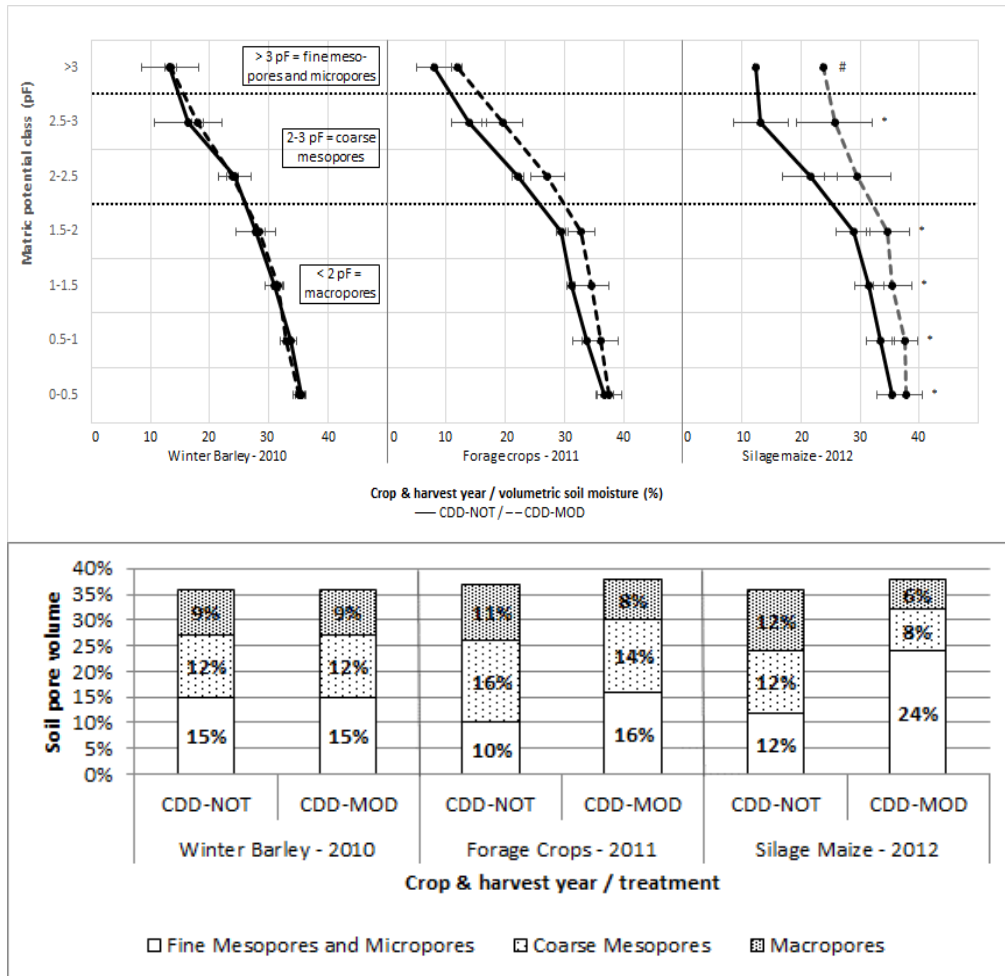 > 3 pF = fine meso-
pores and micropores
2-3 pF = coarse
mesopores
< 2 pF =
macropores
Matric potential class (pF)
>3
2.5-3
2-2.5
1.5-2
1-1.5
0.5-1
0-0.5
#
*
*
*
*
*
0 10 20 30 40 0 10 20 30 40 0 10 20 30 40
Winter Barley - 2010 Forage crops - 2011 Silage maize - 2012
Crop & harvest year / volumetric soil moisture (%)
CDD-NOT / CDD-MOD
Soil pore volume
40%
35%
30%
25%
20%
15%
10%
5%
0%
9% 9% 11% 8% 12% 6%
12% 12% 16% 14% 12% 8%
15% 15% 10% 16% 12% 24%
CDD-NOT CDD-MOD CDD-NOT CDD-MOD CDD-NOT CDD-MOD
Winter Barley - 2010 Forage Crops - 2011 Silage Maize - 2012
Crop & harvest year / treatment
Fine Mesopores and Micropores Coarse Mesopores Macropores